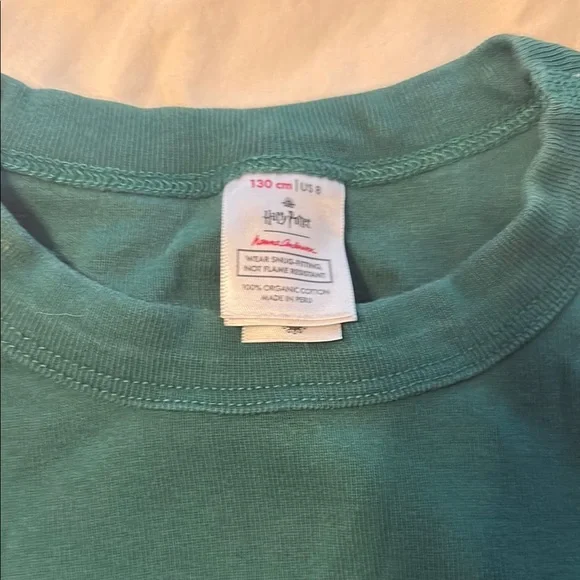 130 cm | US 8
Harry Potter
Hanna Andersson
WEAR SNUG-FITTING,
NOT FLAME RESISTANT
100% ORGANIC COTTON
MADE IN PERU